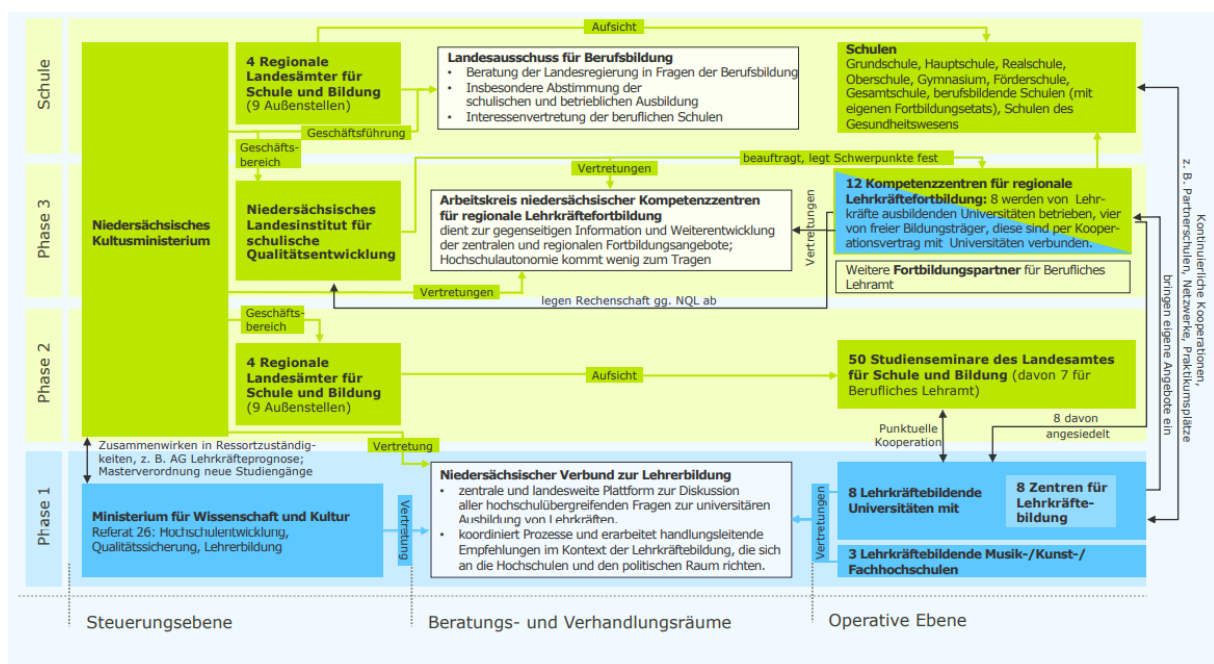 Schule
Phase 3
Phase 2
Phase 1
Niedersächsisches
Kultusministerium
4 Regionale
Landesämter für
Schule und Bildung
(9 Außenstellen)
Aufsicht
Landesausschuss für Berufsbildung
• Beratung der Landesregierung in Fragen der Berufsbildung
• Insbesondere Abstimmung der
schulischen und betrieblichen Ausbildung
• Interessenvertretung der beruflichen Schulen
Schulen
Grundschule, Hauptschule, Realschule,
Oberschule, Gymnasium, Förderschule,
Gesamtschule, berufsbildende Schulen (mit
eigenen Fortbildungsetats), Schulen des
Gesundheitswesens
Geschäftsführung
Geschäfts-
bereich
Vertretungen
beauftragt, legt Schwerpunkte fest
Niedersächsisches
Landesinstitut für
schulische
Qualitätsentwicklung
Arbeitskreis niedersächsischer Kompetenzzentren
für regionale Lehrkräftefortbildung
dient zur gegenseitigen Information und Weiterentwicklung
der zentralen und regionalen Fortbildungsangebote;
Hochschulautonomie kommt wenig zum Tragen
Vertretungen
12 Kompetenzzentren für regionale
Lehrkräftefortbildung: 8 werden von Lehr-
kräfte ausbildenden Universitäten betrieben, vier
von freier Bildungsträger, diese sind per Kooper-
ationsvertrag mit Universitäten verbunden.
Weitere Fortbildungspartner für Berufliches
Lehramt
Vertretungen
legen Rechenschaft gg. NQL ab
Geschäfts-
bereich
4 Regionale
Landesämter für
Schule und Bildung
(9 Außenstellen)
Aufsicht
50 Studienseminare des Landesamtes
für Schule und Bildung (davon 7 für
Berufliches Lehramt)
Punktuelle
Kooperation
8 davon
angesiedelt
bringen eigene Angebote ein
Kontinuierliche Kooperationen,
z. B. Partnerschulen, Netzwerke, Praktikumsplätze
Zusammenwirken in Ressortzuständig-
keiten, z. B. AG Lehrkräfteprognose;
Masterverordnung neue Studiengänge
Vertretung
Ministerium für Wissenschaft und Kultur
Referat 26: Hochschulentwicklung,
Qualitätssicherung, Lehrerbildung
Vertretung
Niedersächsischer Verbund zur Lehrerbildung
• zentrale und landesweite Plattform zur Diskussion
aller hochschulübergreifenden Fragen zur universitären
Ausbildung von Lehrkräften.
• koordiniert Prozesse und erarbeitet handlungsleitende
Empfehlungen im Kontext der Lehrkräftebildung, die sich
an die Hochschulen und den politischen Raum richten.
Vertretungen
8 Lehrkräftebildende
Universitäten mit
8 Zentren für
Lehrkräfte-
bildung
3 Lehrkräftebildende Musik-/Kunst-/
Fachhochschulen
Steuerungsebene
Beratungs- und Verhandlungsräume
Operative Ebene